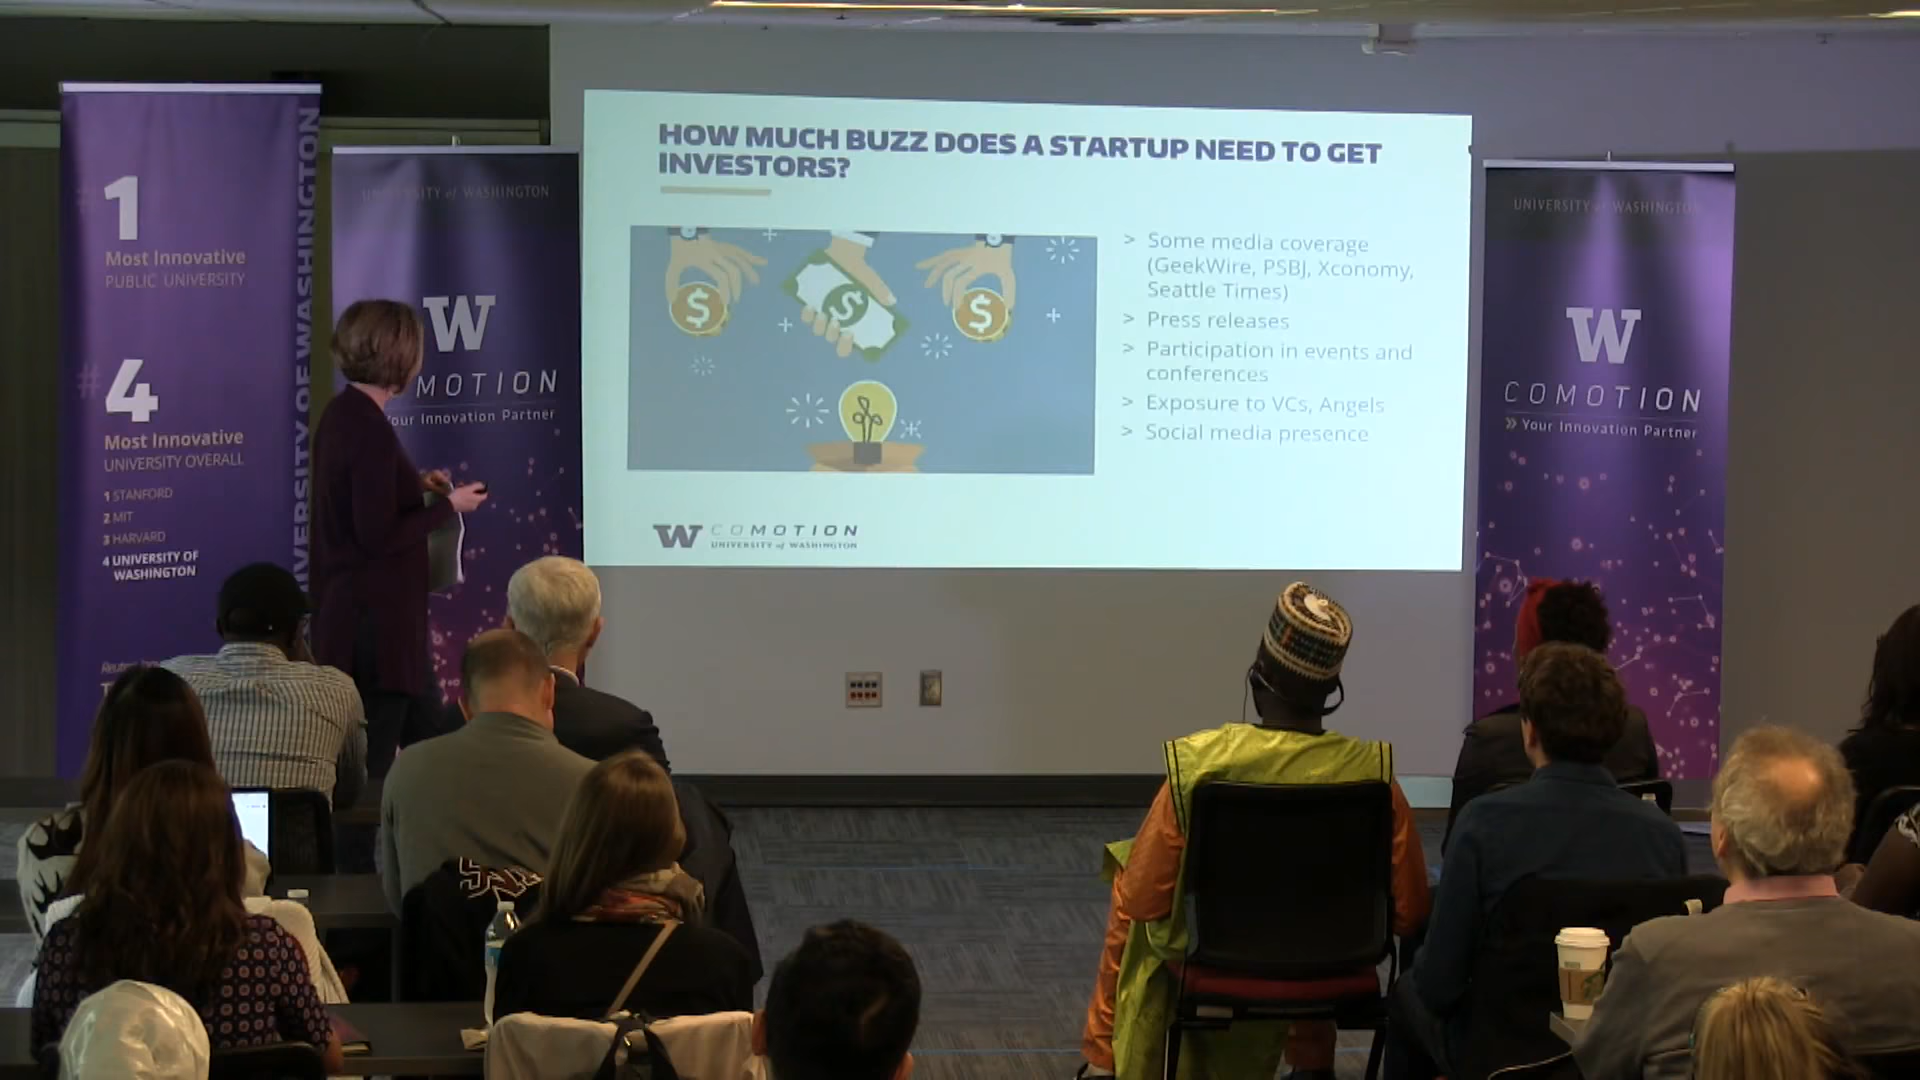 #1
Most Innovative
PUBLIC UNIVERSITY
#4
Most Innovative
UNIVERSITY OVERALL
1 STANFORD
2 MIT
3 HARVARD
4 UNIVERSITY OF
WASHINGTON
UNIVERSITY OF WASHINGTON
UNIVERSITY of WASHINGTON
W
MOTION
our Innovation Partner
HOW MUCH BUZZ DOES A STARTUP NEED TO GET
INVESTORS?
$ $ $
> Some media coverage
(GeekWire, PSBJ, Xconomy,
Seattle Times)
> Press releases
> Participation in events and
conferences
> Exposure to VCs, Angels
> Social media presence
W COMOTION
UNIVERSITY of WASHINGTON
UNIVERSITY of WASHINGTON
W
COMOTION
» Your Innovation Partner